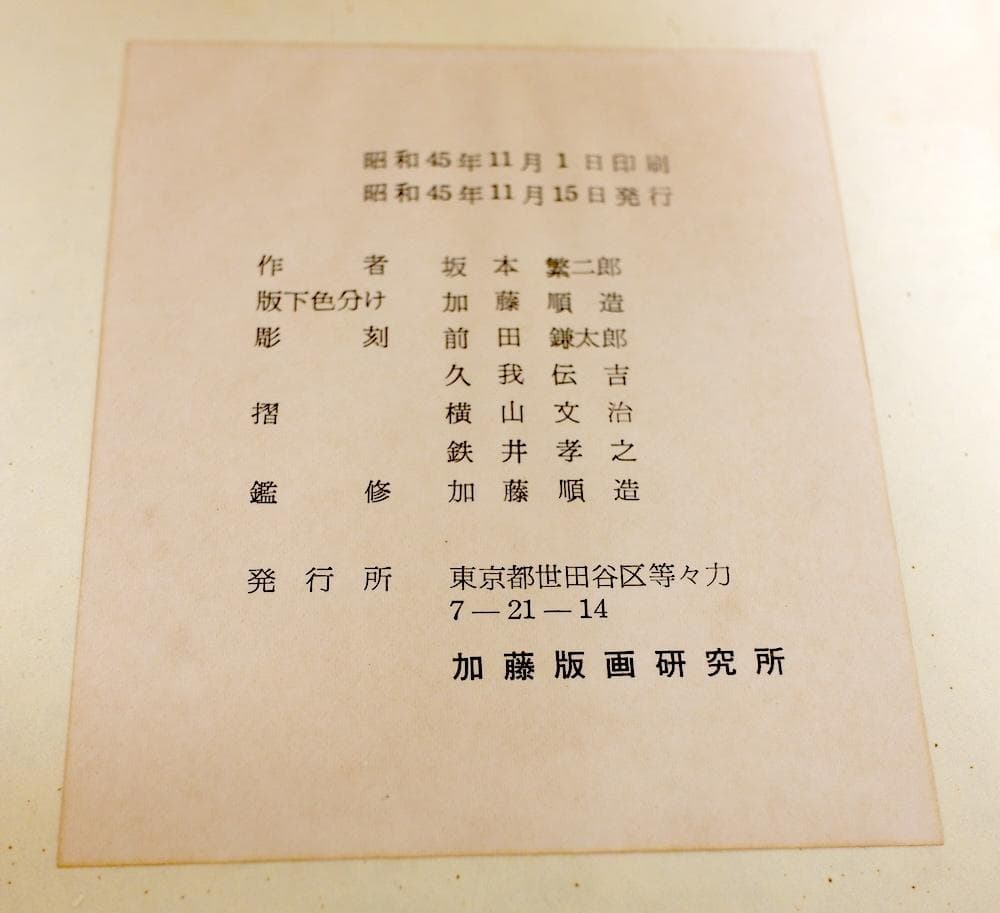 昭和45年11月1日印刷
昭和45年11月15日発行
作者 坂本繁二郎
版下色分け 加藤順造
彫刻 前田鎌太郎
久我伝吉
摺 横山文治
鉄井孝之
鑑修 加藤順造
発行所 東京都世田谷区等々力
7—21—14
加藤版画研究所